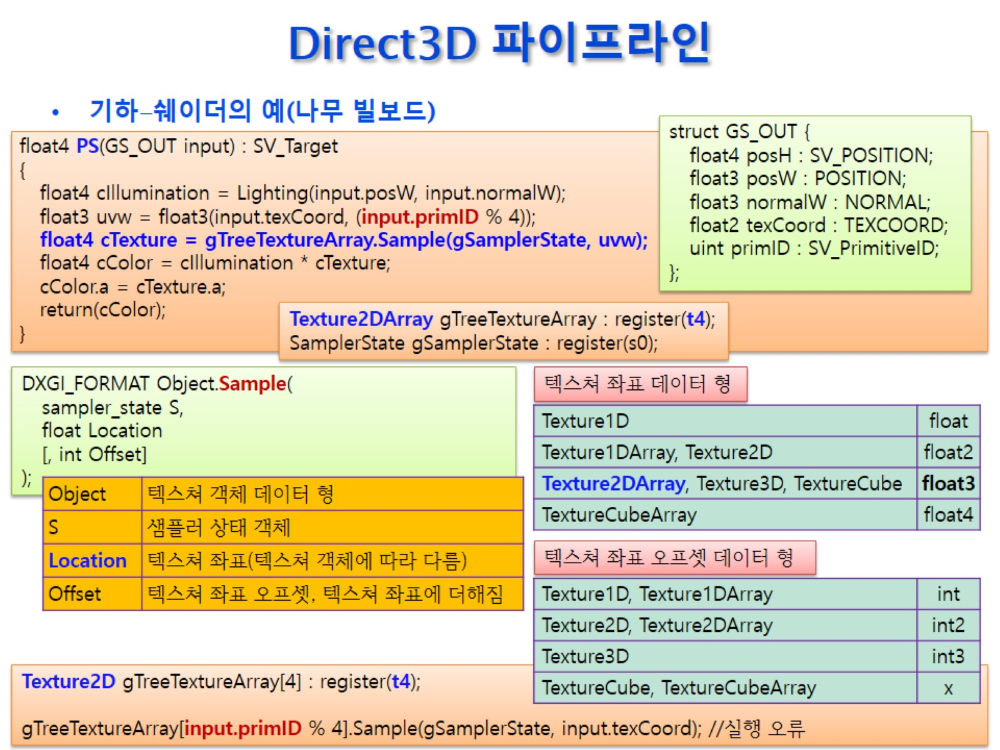 Direct3D 파이프라인
• 기하-쉐이더의 예(나무 빌보드)
float4 PS(GS_OUT input) : SV_Target
{
float4 cIllumination = Lighting(input.posW, input.normalW);
float3 uvw = float3(input.texCoord, (input.primID % 4));
float4 cTexture = gTreeTextureArray.Sample(gSamplerState, uvw);
float4 cColor = cIllumination * cTexture;
cColor.a = cTexture.a;
return(cColor);
}
struct GS_OUT {
float4 posH : SV_POSITION;
float3 posW : POSITION;
float3 normalW : NORMAL;
float2 texCoord : TEXCOORD;
uint primID : SV_PrimitiveID;
};
Texture2DArray gTreeTextureArray : register(t4);
SamplerState gSamplerState : register(s0);
DXGI_FORMAT Object.Sample(
sampler_state S,
float Location
[, int Offset]
);
Object 텍스쳐 객체 데이터 형
S 샘플러 상태 객체
Location 텍스쳐 좌표(텍스쳐 객체에 따라 다름)
Offset 텍스쳐 좌표 오프셋, 텍스쳐 좌표에 더해짐
텍스쳐 좌표 데이터 형
Texture1D float
Texture1DArray, Texture2D float2
Texture2DArray, Texture3D, TextureCube float3
TextureCubeArray float4
텍스쳐 좌표 오프셋 데이터 형
Texture1D, Texture1DArray int
Texture2D, Texture2DArray int2
Texture3D int3
TextureCube, TextureCubeArray x
Texture2D gTreeTextureArray[4] : register(t4);
gTreeTextureArray[input.primID % 4].Sample(gSamplerState, input.texCoord); //실행 오류